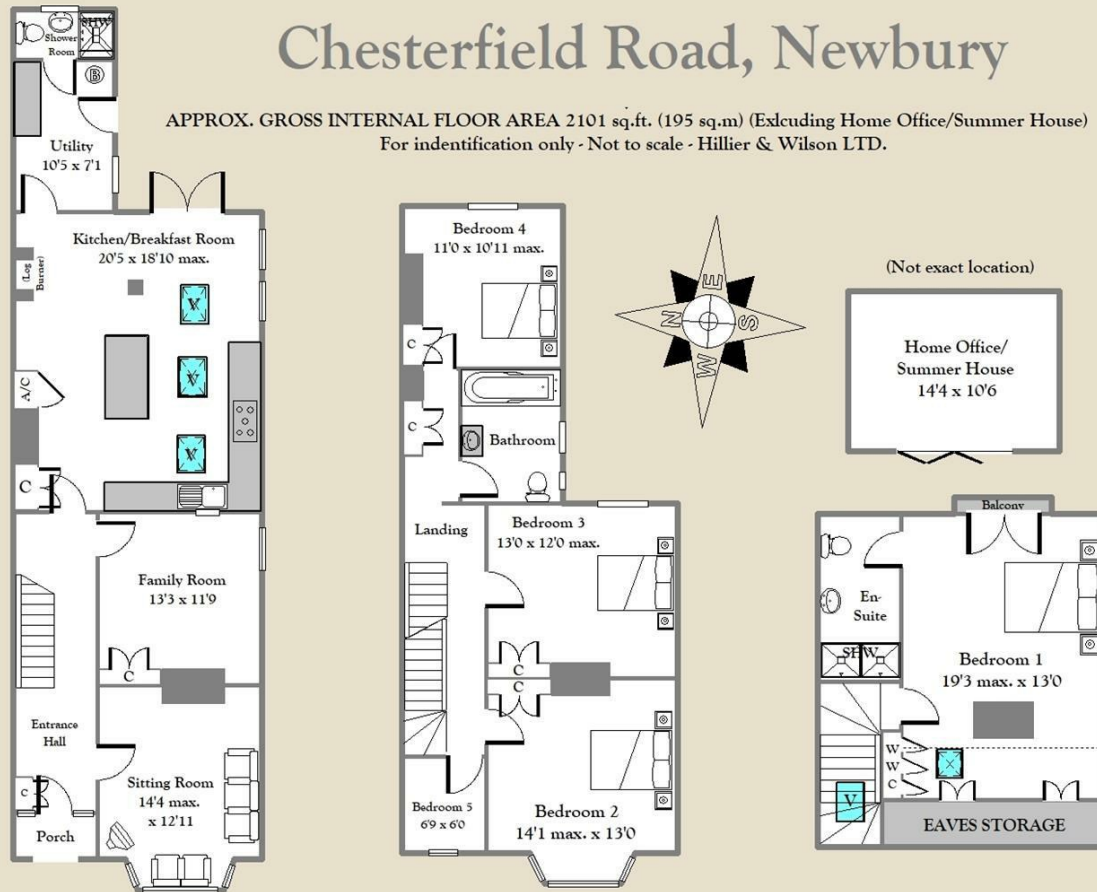 Chesterfield Road, Newbury
APPROX. GROSS INTERNAL FLOOR AREA 2101 sq.ft. (195 sq.m) (Exlcuding Home Office/Summer House)
For indentification only - Not to scale - Hillier & Wilson LTD.
SHW
Shower
Room
B
Utility
10'5 x 7'1
Kitchen/Breakfast Room
20'5 x 18'10 max.
(Log
Burner)
V
V
V
A/C
C
Family Room
13'3 x 11'9
C
Entrance
Hall
C
Porch
Sitting Room
14'4 max.
x 12'11
Bedroom 4
11'0 x 10'11 max.
C
C
Bathroom
Landing
Bedroom 3
13'0 x 12'0 max.
C
C
Bedroom 5
6'9 x 6'0
Bedroom 2
14'1 max. x 13'0
N
E
S
W
(Not exact location)
Home Office/
Summer House
14'4 x 10'6
Balcony
En-
Suite
SHW
Bedroom 1
19'3 max. x 13'0
W
W
C
V
EAVES STORAGE